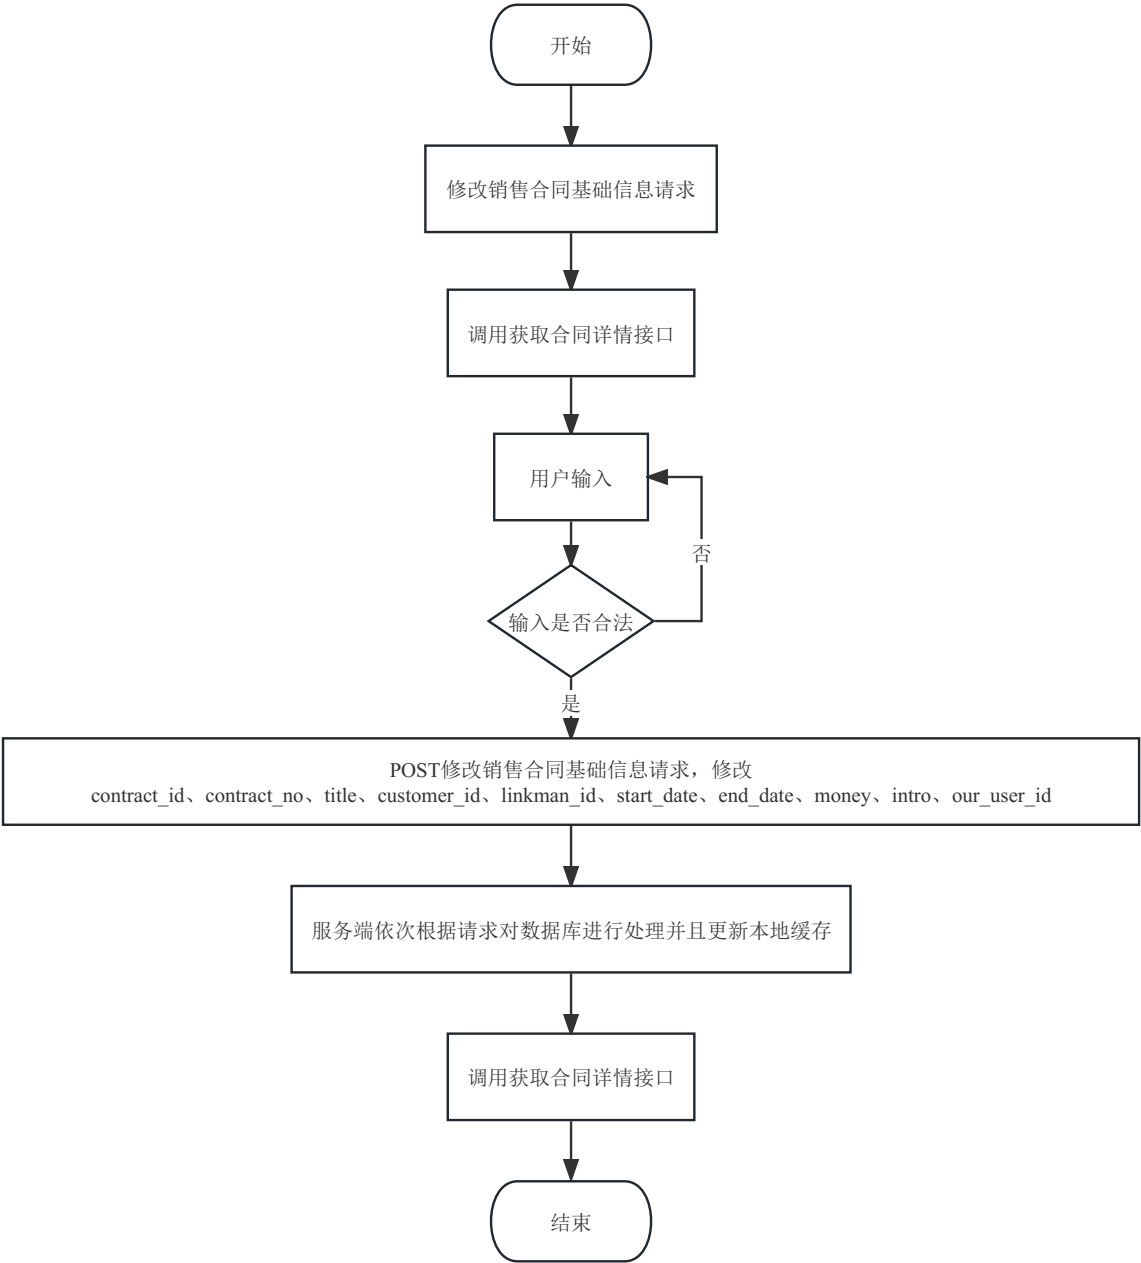 开始
修改销售合同基础信息请求
调用获取合同详情接口
用户输入
否
输入是否合法
是
POST修改销售合同基础信息请求，修改
contract_id、contract_no、title、customer_id、linkman_id、start_date、end_date、money、intro、our_user_id
服务端依次根据请求对数据库进行处理并且更新本地缓存
调用获取合同详情接口
结束